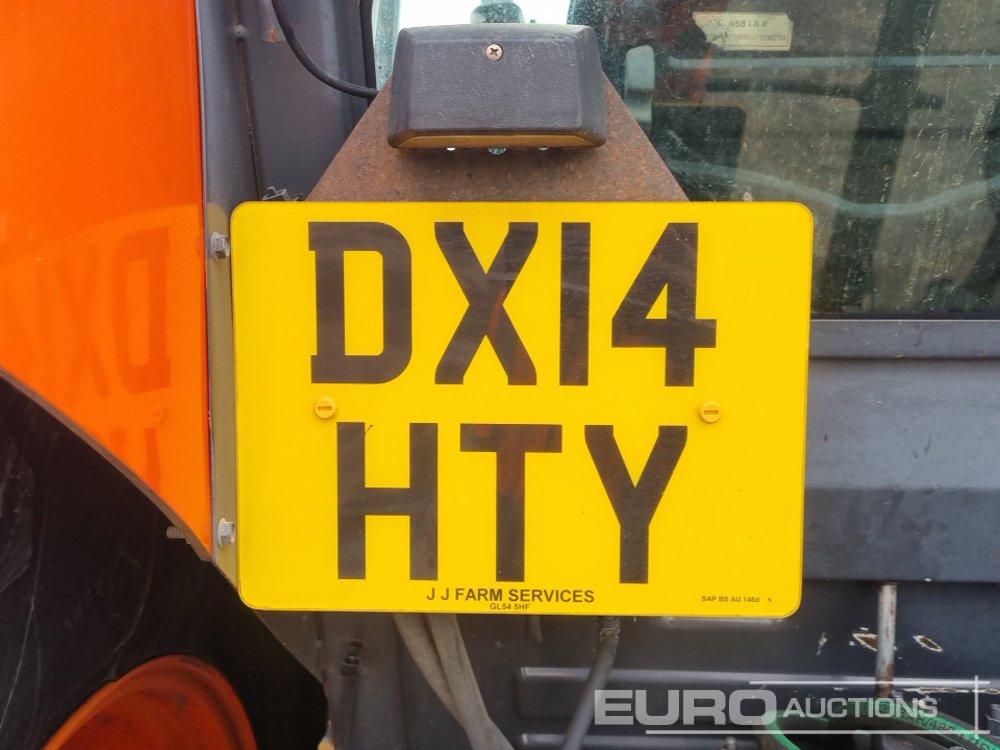 DX14
HTY
J J FARM SERVICES
GL54 5HF
SAP BS AU 145d
EURO AUCTIONS